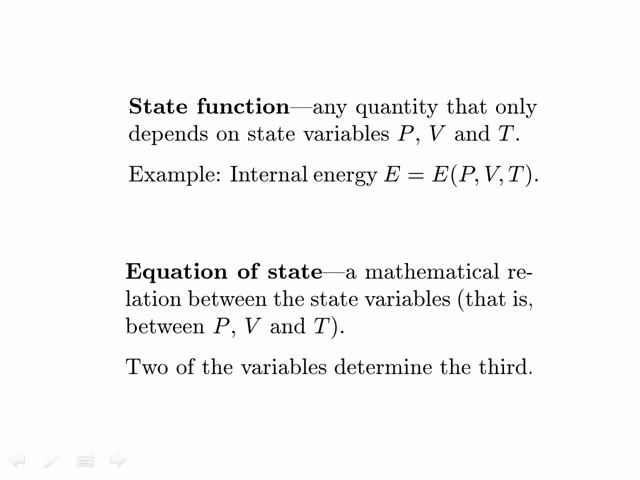 State function—any quantity that only
depends on state variables P, V and T.
Example: Internal energy E = E(P, V, T).
Equation of state—a mathematical re-
lation between the state variables (that is,
between P, V and T).
Two of the variables determine the third.